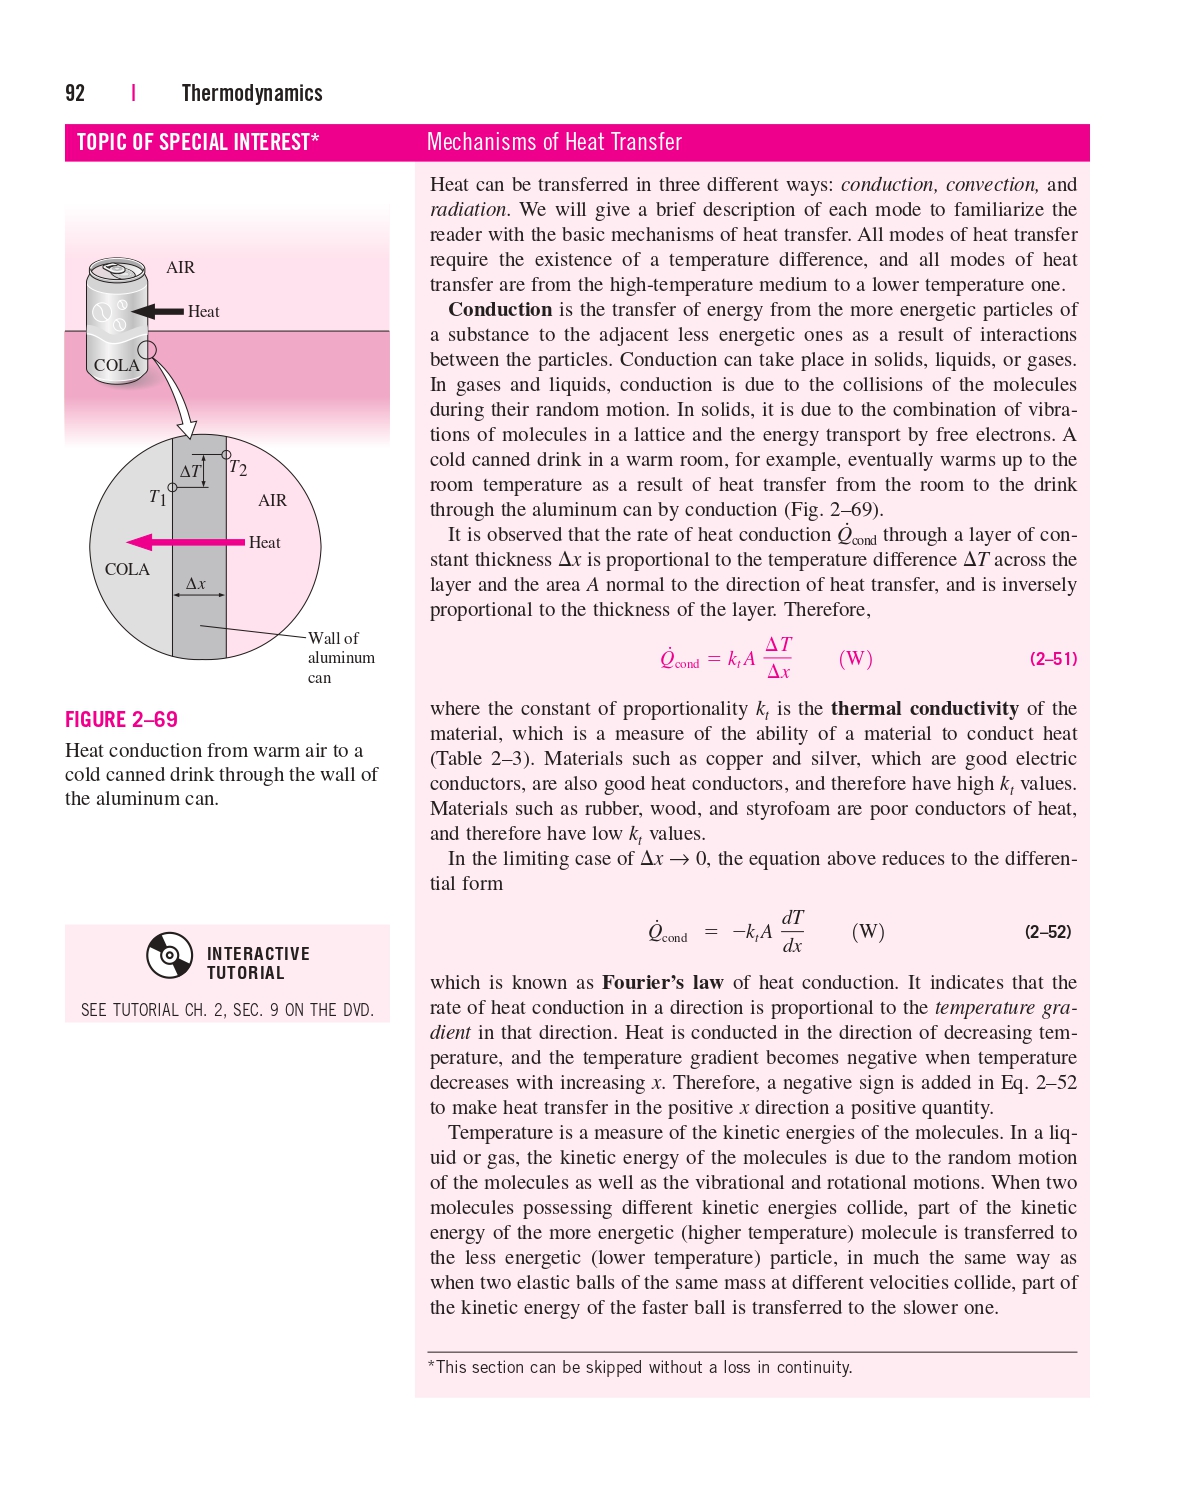 92 | Thermodynamics
TOPIC OF SPECIAL INTEREST* Mechanisms of Heat Transfer
AIR
Heat
COLA
ΔT
T2
T1
AIR
Heat
COLA
Δx
Wall of
aluminum
can
FIGURE 2–69
Heat conduction from warm air to a
cold canned drink through the wall of
the aluminum can.
INTERACTIVE
TUTORIAL
SEE TUTORIAL CH. 2, SEC. 9 ON THE DVD.
Heat can be transferred in three different ways: conduction, convection, and
radiation. We will give a brief description of each mode to familiarize the
reader with the basic mechanisms of heat transfer. All modes of heat transfer
require the existence of a temperature difference, and all modes of heat
transfer are from the high-temperature medium to a lower temperature one.
Conduction is the transfer of energy from the more energetic particles of
a substance to the adjacent less energetic ones as a result of interactions
between the particles. Conduction can take place in solids, liquids, or gases.
In gases and liquids, conduction is due to the collisions of the molecules
during their random motion. In solids, it is due to the combination of vibra-
tions of molecules in a lattice and the energy transport by free electrons. A
cold canned drink in a warm room, for example, eventually warms up to the
room temperature as a result of heat transfer from the room to the drink
through the aluminum can by conduction (Fig. 2–69).
It is observed that the rate of heat conduction Q̇cond through a layer of con-
stant thickness Δx is proportional to the temperature difference ΔT across the
layer and the area A normal to the direction of heat transfer, and is inversely
proportional to the thickness of the layer. Therefore,
Q̇cond = kt A ΔT/Δx (W) (2–51)
where the constant of proportionality kt is the thermal conductivity of the
material, which is a measure of the ability of a material to conduct heat
(Table 2–3). Materials such as copper and silver, which are good electric
conductors, are also good heat conductors, and therefore have high kt values.
Materials such as rubber, wood, and styrofoam are poor conductors of heat,
and therefore have low kt values.
In the limiting case of Δx → 0, the equation above reduces to the differen-
tial form
Q̇cond = −kt A dT/dx (W) (2–52)
which is known as Fourier's law of heat conduction. It indicates that the
rate of heat conduction in a direction is proportional to the temperature gra-
dient in that direction. Heat is conducted in the direction of decreasing tem-
perature, and the temperature gradient becomes negative when temperature
decreases with increasing x. Therefore, a negative sign is added in Eq. 2–52
to make heat transfer in the positive x direction a positive quantity.
Temperature is a measure of the kinetic energies of the molecules. In a liq-
uid or gas, the kinetic energy of the molecules is due to the random motion
of the molecules as well as the vibrational and rotational motions. When two
molecules possessing different kinetic energies collide, part of the kinetic
energy of the more energetic (higher temperature) molecule is transferred to
the less energetic (lower temperature) particle, in much the same way as
when two elastic balls of the same mass at different velocities collide, part of
the kinetic energy of the faster ball is transferred to the slower one.
*This section can be skipped without a loss in continuity.